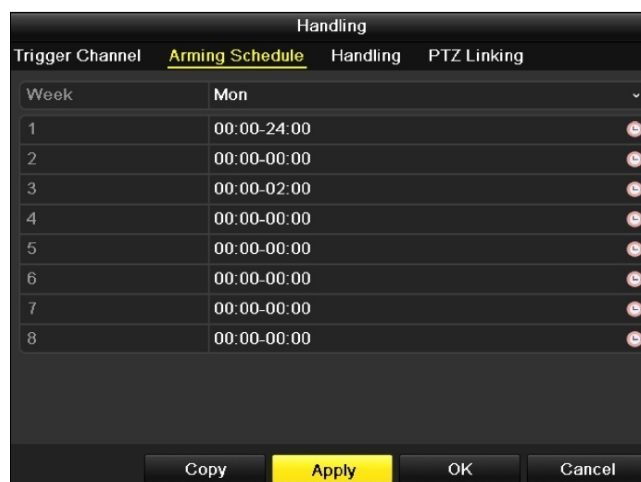 Handling
Trigger Channel Arming Schedule Handling PTZ Linking
Week Mon
1 00:00-24:00
2 00:00-00:00
3 00:00-02:00
4 00:00-00:00
5 00:00-00:00
6 00:00-00:00
7 00:00-00:00
8 00:00-00:00
Copy Apply OK Cancel